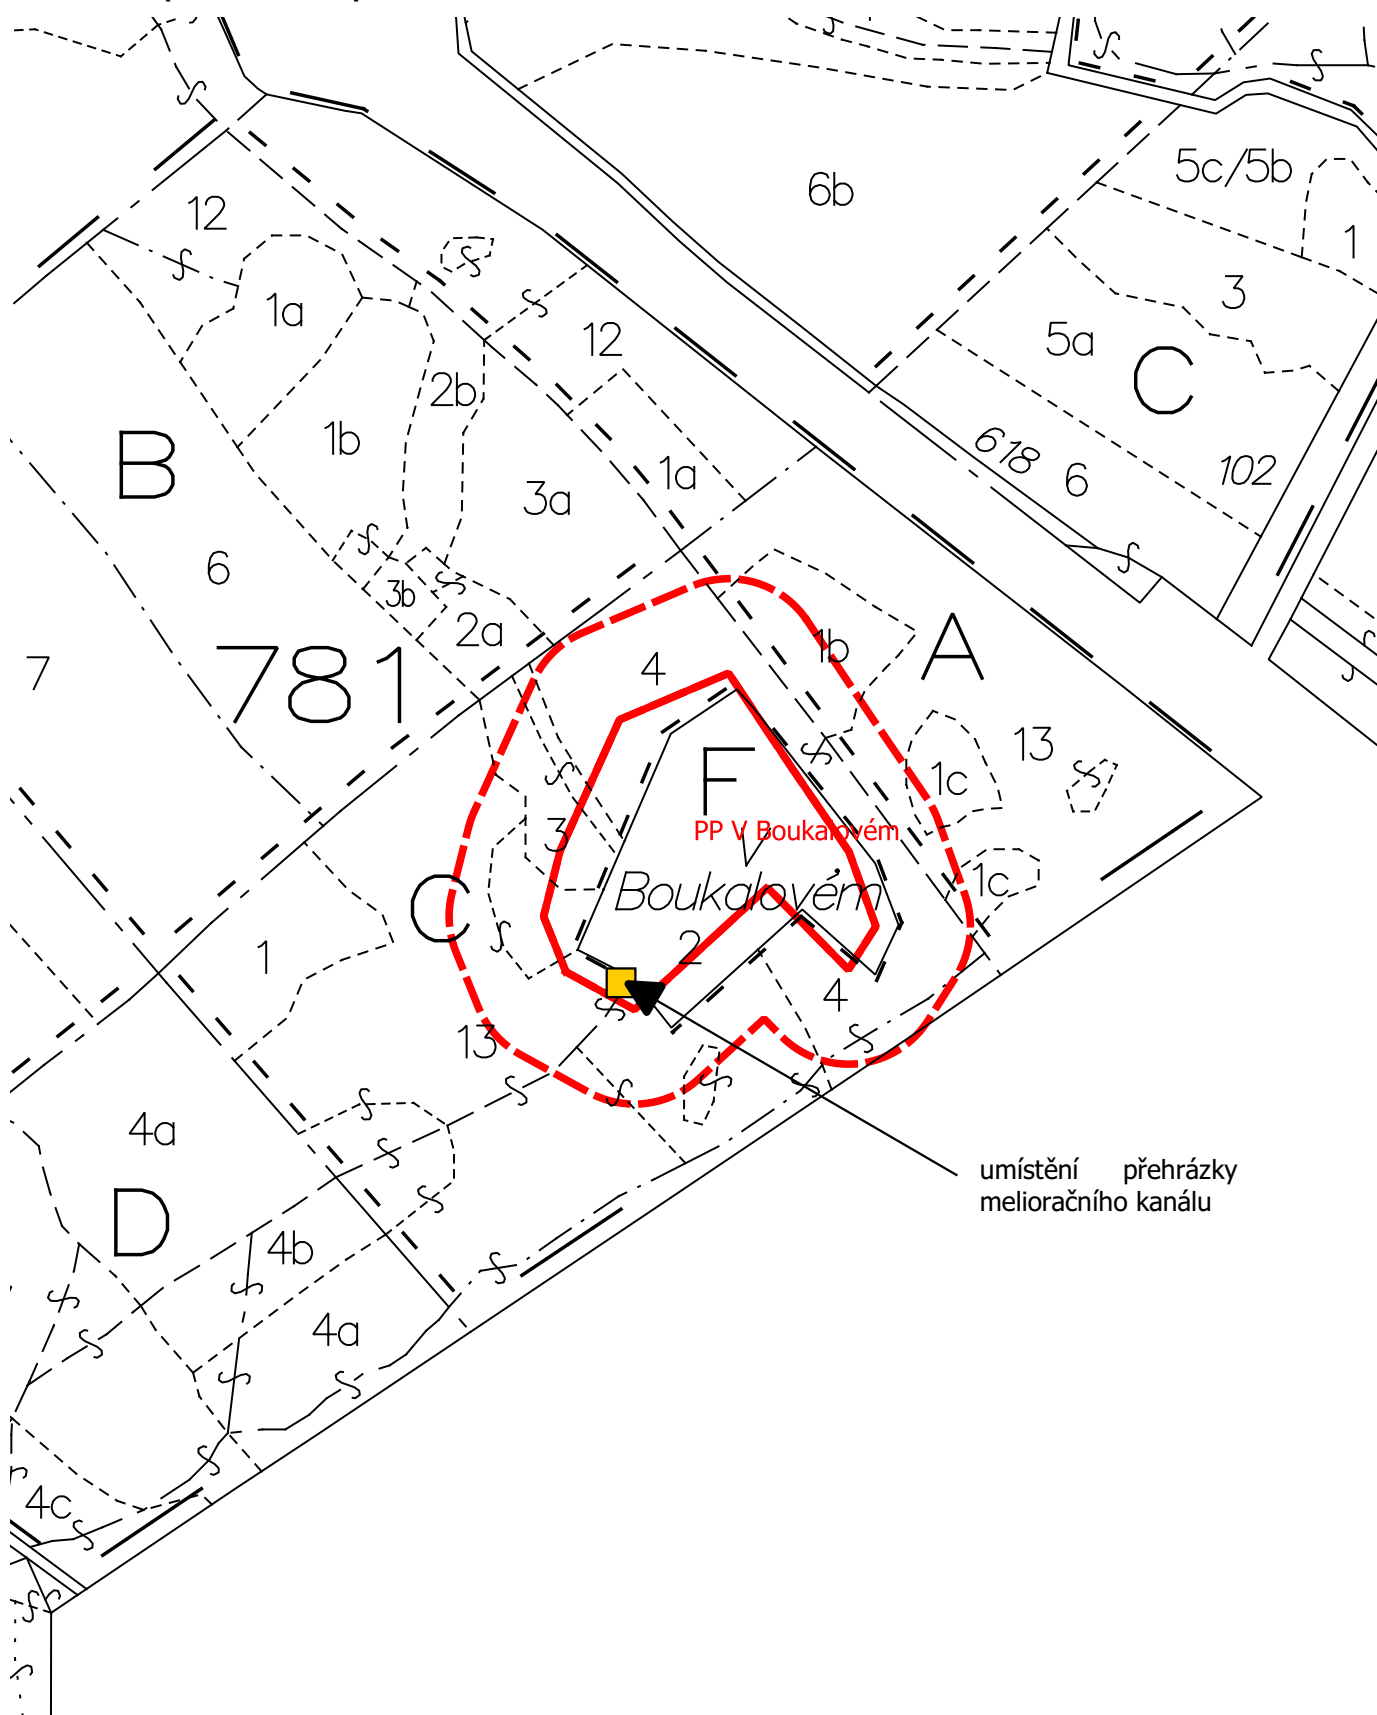 6b
5c/5b
12
1
3
1a
12
5a
C
2b
1b
618
6
102
B
1a
3a
6
3b
2a
1b
A
4
7
781
13
F
1c
PP V Boukalovém
3
V
Boukalovém
1c
C
2
1
4
13
4a
umístění přehrázky
melioračního kanálu
D
4b
4a
4c